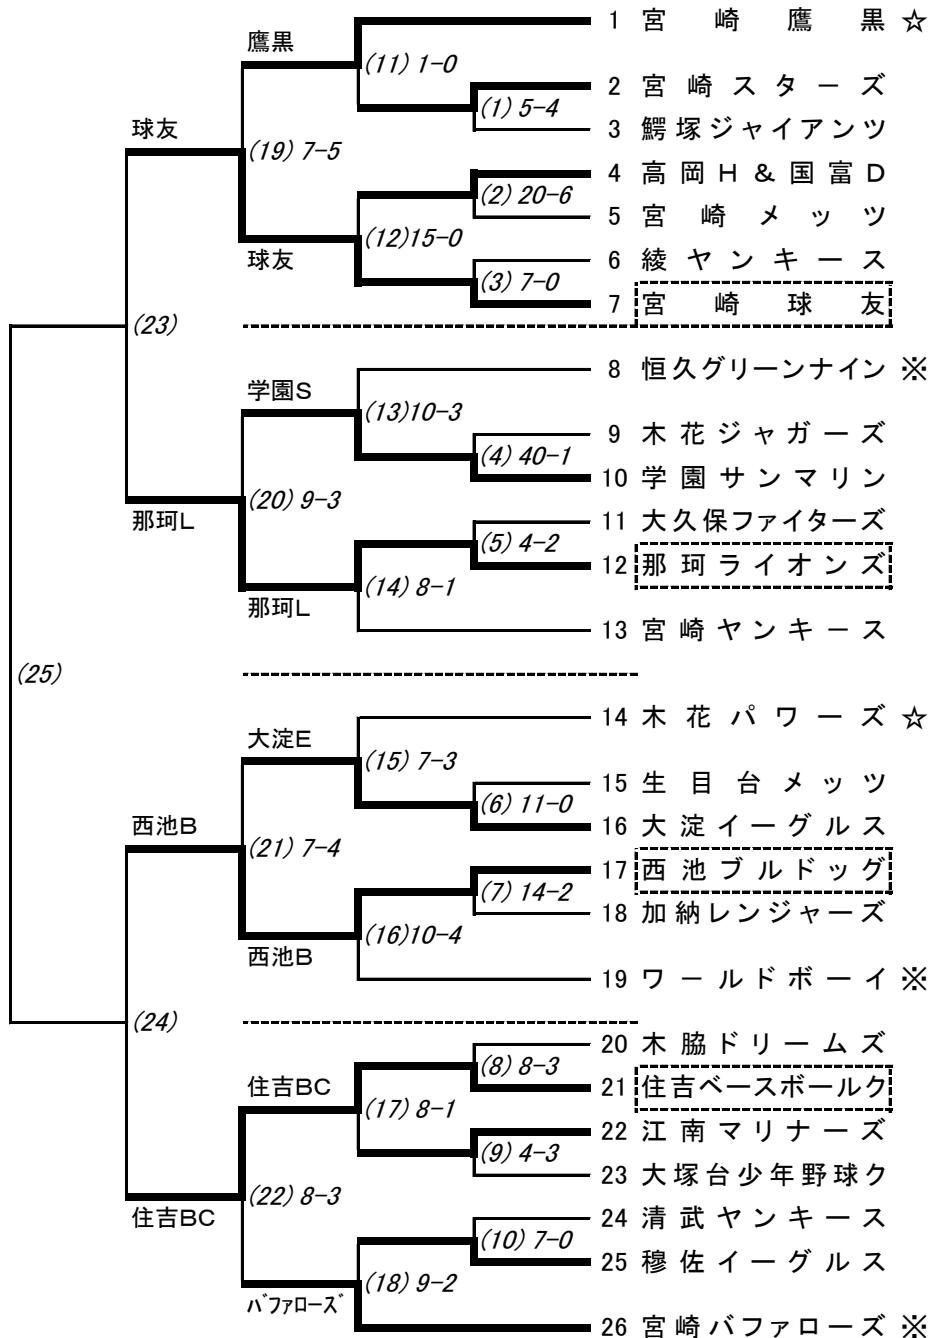 1 宮崎鷹黒 ☆
鷹黒
(11) 1-0
2 宮崎スターズ
(1) 5-4
球友
3 鰐塚ジャイアンツ
(19) 7-5
4 高岡H&国富D
(2) 20-6
5 宮崎メッツ
(12)15-0
球友
6 綾ヤンキース
(3) 7-0
7 宮崎球友
(23)
8 恒久グリーンナイン ※
学園S
(13)10-3
9 木花ジャガーズ
(4) 40-1
10 学園サンマリン
(20) 9-3
那珂L
11 大久保ファイターズ
(5) 4-2
12 那珂ライオンズ
(14) 8-1
那珂L
13 宮崎ヤンキース
(25)
14 木花パワーズ ☆
大淀E
(15) 7-3
15 生目台メッツ
(6) 11-0
西池B
16 大淀イーグルス
(21) 7-4
17 西池ブルドッグ
(7) 14-2
18 加納レンジャーズ
(16)10-4
西池B
19 ワールドボーイ ※
(24)
20 木脇ドリームズ
(8) 8-3
住吉BC
21 住吉ベースボールク
(17) 8-1
22 江南マリナーズ
(9) 4-3
23 大塚台少年野球ク
(22) 8-3
住吉BC
24 清武ヤンキース
(10) 7-0
25 穆佐イーグルス
(18) 9-2
バファローズ
26 宮崎バファローズ ※